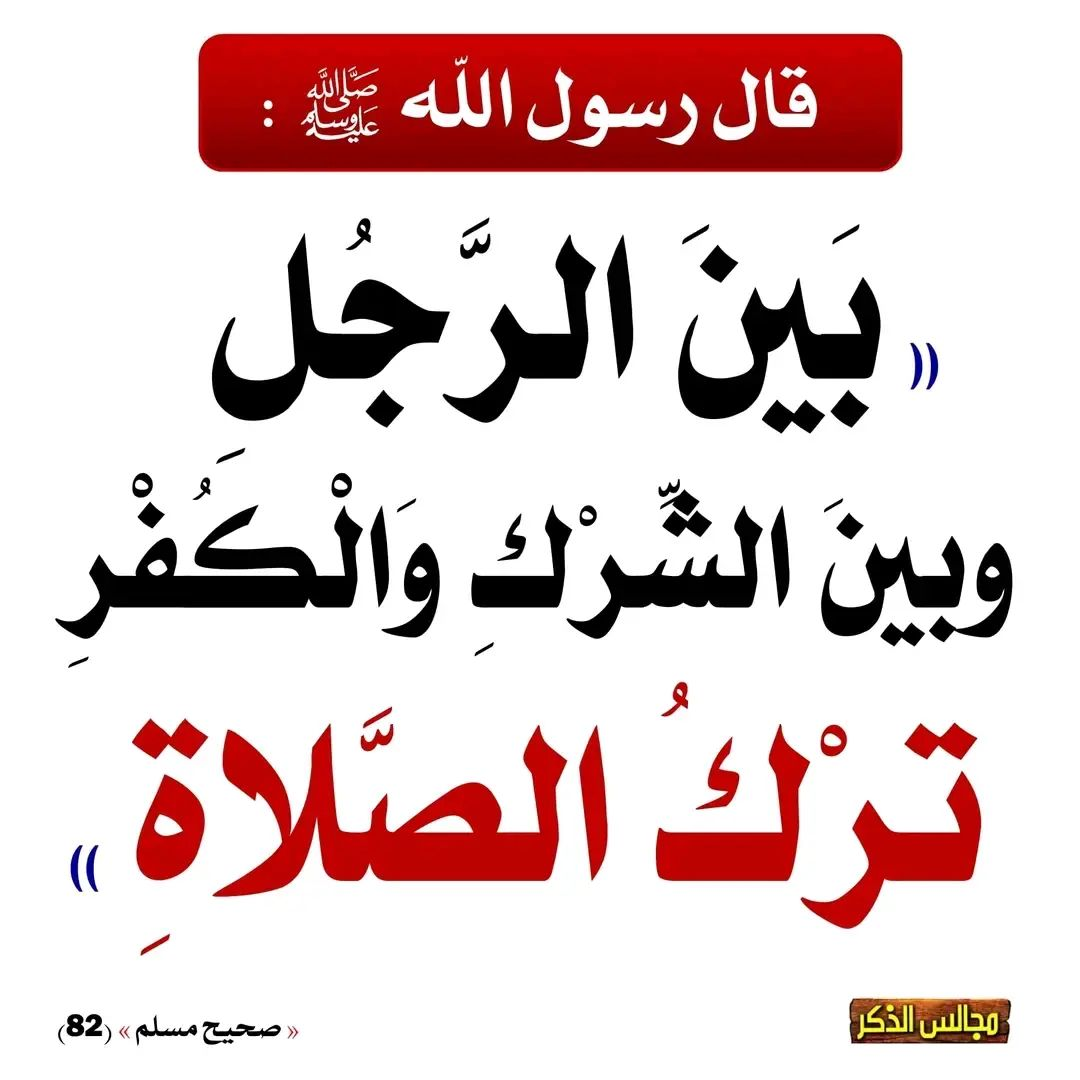 قال رسول الله ﷺ :
(( بَينَ الرَّجُلِ
وبينَ الشِّرْكِ وَالْكُفْرِ
ترْكُ الصَّلاةِ ))
« صحيح مسلم » (82)
مجالس الذكر